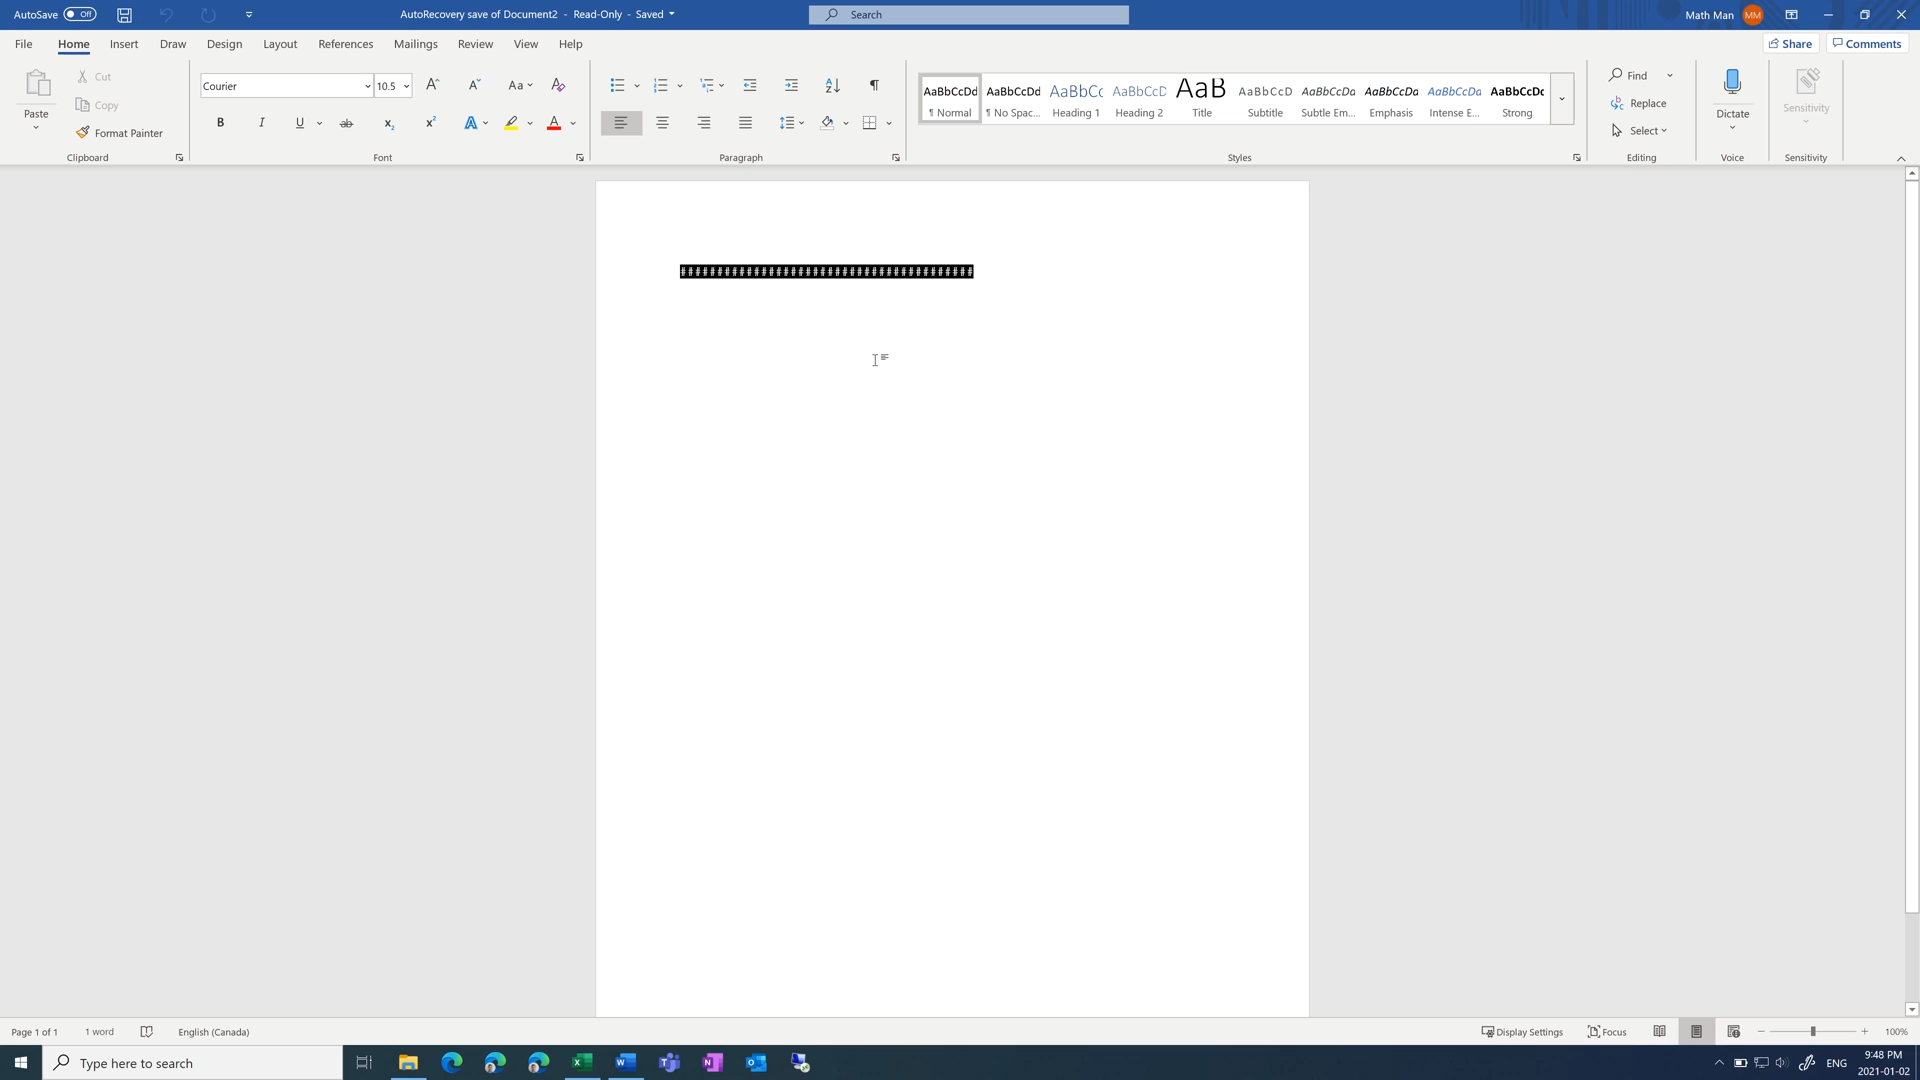 AutoSave Off
AutoRecovery save of Document2 - Read-Only - Saved
Search
Math Man MM
File Home Insert Draw Design Layout References Mailings Review View Help
Share Comments
Paste
Cut
Copy
Format Painter
Clipboard
Courier 10.5
Font
Paragraph
AaBbCcDd AaBbCcDd AaBbCc AaBbCcD AaB AaBbCcD AaBbCcDa AaBbCcDa AaBbCcDa AaBbCcDc
¶ Normal ¶ No Spac... Heading 1 Heading 2 Title Subtitle Subtle Em... Emphasis Intense E... Strong
Styles
Find
Replace
Select
Editing
Dictate
Voice
Sensitivity
Sensitivity
########################################
Page 1 of 1 1 word English (Canada)
Display Settings Focus 100%
Type here to search
ENG
9:48 PM
2021-01-02